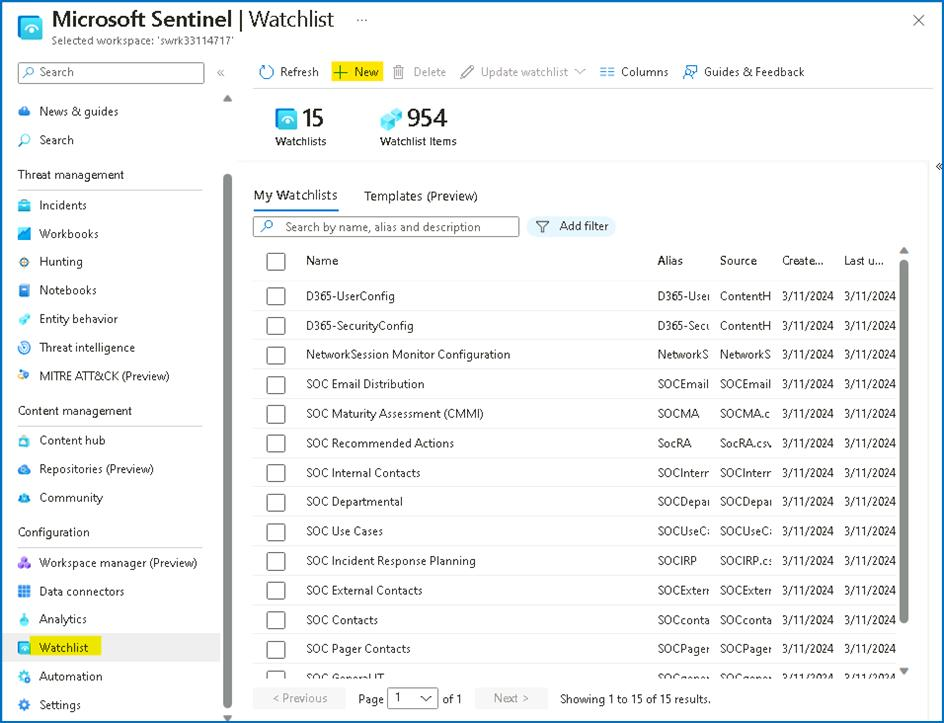 Microsoft Sentinel | Watchlist ...
Selected workspace: 'swrk33114717'
Search
«
News & guides
Search
Threat management
Incidents
Workbooks
Hunting
Notebooks
Entity behavior
Threat intelligence
MITRE ATT&CK (Preview)
Content management
Content hub
Repositories (Preview)
Community
Configuration
Workspace manager (Preview)
Data connectors
Analytics
Watchlist
Automation
Settings
Refresh + New Delete Update watchlist Columns Guides & Feedback
15 954
Watchlists Watchlist Items
«
My Watchlists Templates (Preview)
Search by name, alias and description Add filter
Name Alias Source Create... Last u...
D365-UserConfig D365-User ContentH 3/11/2024 3/11/2024
D365-SecurityConfig D365-Secu ContentH 3/11/2024 3/11/2024
NetworkSession Monitor Configuration NetworkS NetworkS 3/11/2024 3/11/2024
SOC Email Distribution SOCEmail SOCEmail 3/11/2024 3/11/2024
SOC Maturity Assessment (CMMI) SOCMA SOCMA.c 3/11/2024 3/11/2024
SOC Recommended Actions SocRA SocRA.csv 3/11/2024 3/11/2024
SOC Internal Contacts SOCIntern SOCIntern 3/11/2024 3/11/2024
SOC Departmental SOCDepar SOCDepar 3/11/2024 3/11/2024
SOC Use Cases SOCUseCa SOCUseCa 3/11/2024 3/11/2024
SOC Incident Response Planning SOCIRP SOCIRP.cs 3/11/2024 3/11/2024
SOC External Contacts SOCExtern SOCExtern 3/11/2024 3/11/2024
SOC Contacts SOCconta SOCconta 3/11/2024 3/11/2024
SOC Pager Contacts SOCPager SOCPager 3/11/2024 3/11/2024
SOC General IT SOCgener SOCgener 3/11/2024 3/11/2024
< Previous Page 1 of 1 Next > Showing 1 to 15 of 15 results.